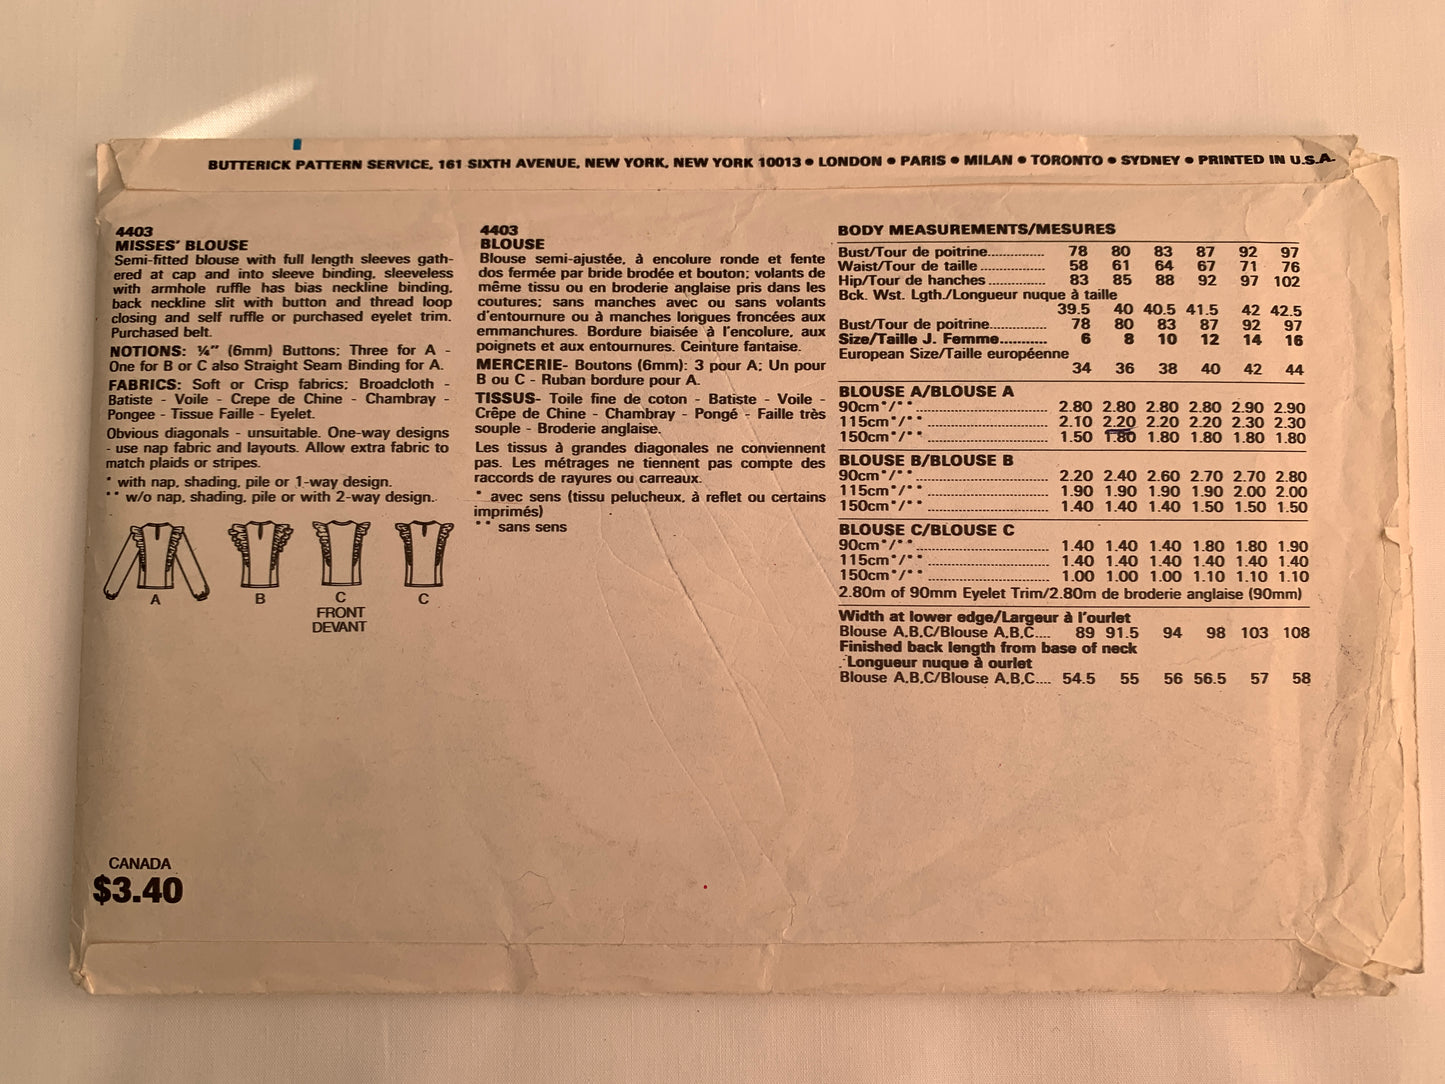 BUTTERICK PATTERN SERVICE, 161 SIXTH AVENUE, NEW YORK, NEW YORK 10013 • LONDON • PARIS • MILAN • TORONTO • SYDNEY • PRINTED IN U.S.A.
4403
MISSES' BLOUSE
Semi-fitted blouse with full length sleeves gath-
ered at cap and into sleeve binding, sleeveless
with armhole ruffle has bias neckline binding,
back neckline slit with button and thread loop
closing and self ruffle or purchased eyelet trim.
Purchased belt.
NOTIONS: ¼" (6mm) Buttons: Three for A -
One for B or C also Straight Seam Binding for A.
FABRICS: Soft or Crisp fabrics; Broadcloth -
Batiste - Voile - Crepe de Chine - Chambray -
Pongee - Tissue Faille - Eyelet.
Obvious diagonals - unsuitable. One-way designs
- use nap fabric and layouts. Allow extra fabric to
match plaids or stripes.
* with nap, shading, pile or 1-way design.
** w/o nap, shading, pile or with 2-way design.
A
B
C
FRONT
DEVANT
C
CANADA
$3.40
4403
BLOUSE
Blouse semi-ajustée, à encolure ronde et fente
dos fermée par bride brodée et bouton; volants de
même tissu ou en broderie anglaise pris dans les
coutures; sans manches avec ou sans volants
d'entournure ou à manches longues froncées aux
emmanchures. Bordure biaisée à l'encolure, aux
poignets et aux entournures. Ceinture fantaise.
MERCERIE- Boutons (6mm): 3 pour A; Un pour
B ou C - Ruban bordure pour A.
TISSUS- Toile fine de coton - Batiste - Voile -
Crêpe de Chine - Chambray - Pongé - Faille très
souple - Broderie anglaise.
Les tissus à grandes diagonales ne conviennent
pas. Les métrages ne tiennent pas compte des
raccords de rayures ou carreaux.
* avec sens (tissu pelucheux, à reflet ou certains
imprimés)
** sans sens
BODY MEASUREMENTS/MESURES
Bust/Tour de poitrine............... 78 80 83 87 92 97
Waist/Tour de taille ................. 58 61 64 67 71 76
Hip/Tour de hanches ............... 83 85 88 92 97 102
Bck. Wst. Lgth./Longueur nuque à taille
39.5 40 40.5 41.5 42 42.5
Bust/Tour de poitrine............... 78 80 83 87 92 97
Size/Taille J. Femme............ 6 8 10 12 14 16
European Size/Taille européenne
34 36 38 40 42 44
BLOUSE A/BLOUSE A
90cm*/** ................................ 2.80 2.80 2.80 2.80 2.90 2.90
115cm*/** .............................. 2.10 2.20 2.20 2.20 2.30 2.30
150cm*/** .............................. 1.50 1.80 1.80 1.80 1.80 1.80
BLOUSE B/BLOUSE B
90cm*/** ................................ 2.20 2.40 2.60 2.70 2.70 2.80
115cm*/** .............................. 1.90 1.90 1.90 1.90 2.00 2.00
150cm*/** .............................. 1.40 1.40 1.40 1.50 1.50 1.50
BLOUSE C/BLOUSE C
90cm*/** ................................ 1.40 1.40 1.40 1.80 1.80 1.90
115cm*/** .............................. 1.40 1.40 1.40 1.40 1.40 1.40
150cm*/** .............................. 1.00 1.00 1.00 1.10 1.10 1.10
2.80m of 90mm Eyelet Trim/2.80m de broderie anglaise (90mm)
Width at lower edge/Largeur à l'ourlet
Blouse A,B,C/Blouse A,B,C.... 89 91.5 94 98 103 108
Finished back length from base of neck
Longueur nuque à ourlet
Blouse A,B,C/Blouse A,B,C.... 54.5 55 56 56.5 57 58